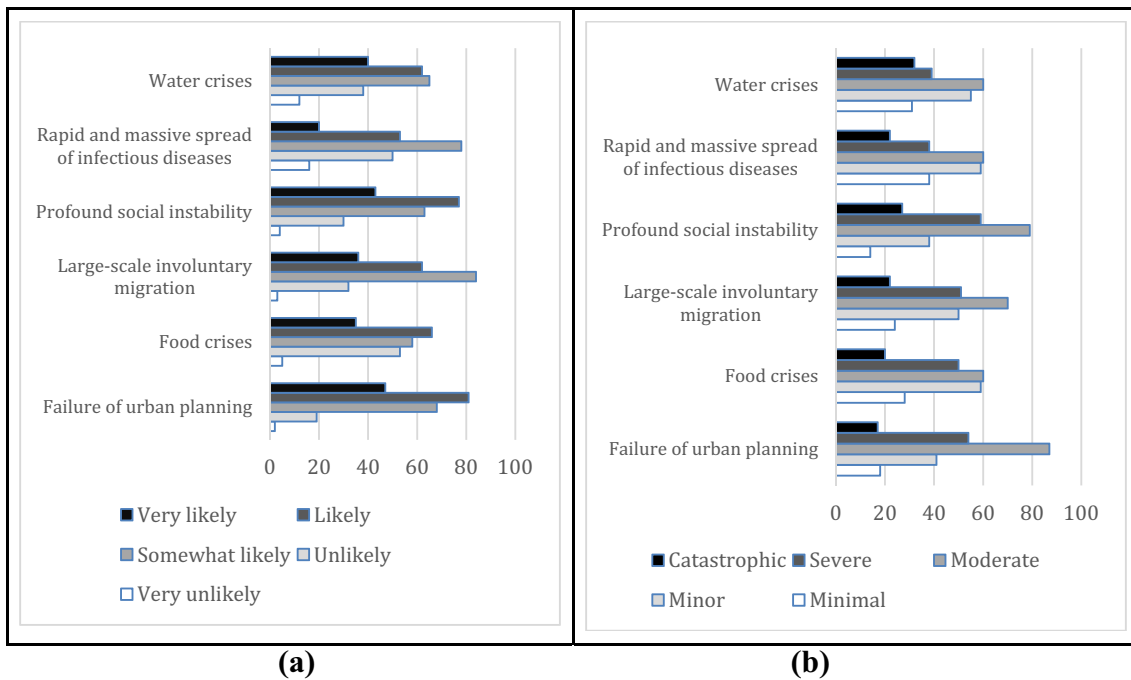 Water crises
Rapid and massive spread
of infectious diseases
Profound social instability
Large-scale involuntary
migration
Food crises
Failure of urban planning
0 20 40 60 80 100
Very likely Likely
Somewhat likely Unlikely
Very unlikely
(a)
Water crises
Rapid and massive spread
of infectious diseases
Profound social instability
Large-scale involuntary
migration
Food crises
Failure of urban planning
0 20 40 60 80 100
Catastrophic Severe Moderate
Minor Minimal
(b)